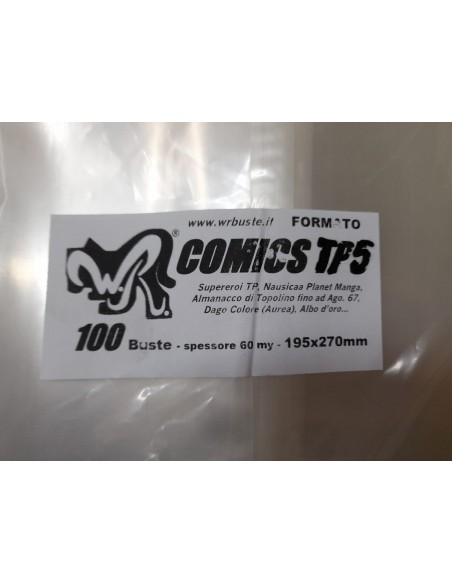 www.wrbuste.it FORMATO
W.R.®
COMICS TP5
Supereroi TP, Nausicaa Planet Manga,
Almanacco di Topolino fino ad Ago. 67,
Dago Colore (Aurea), Albo d'oro...
100 Buste - spessore 60 my - 195x270mm